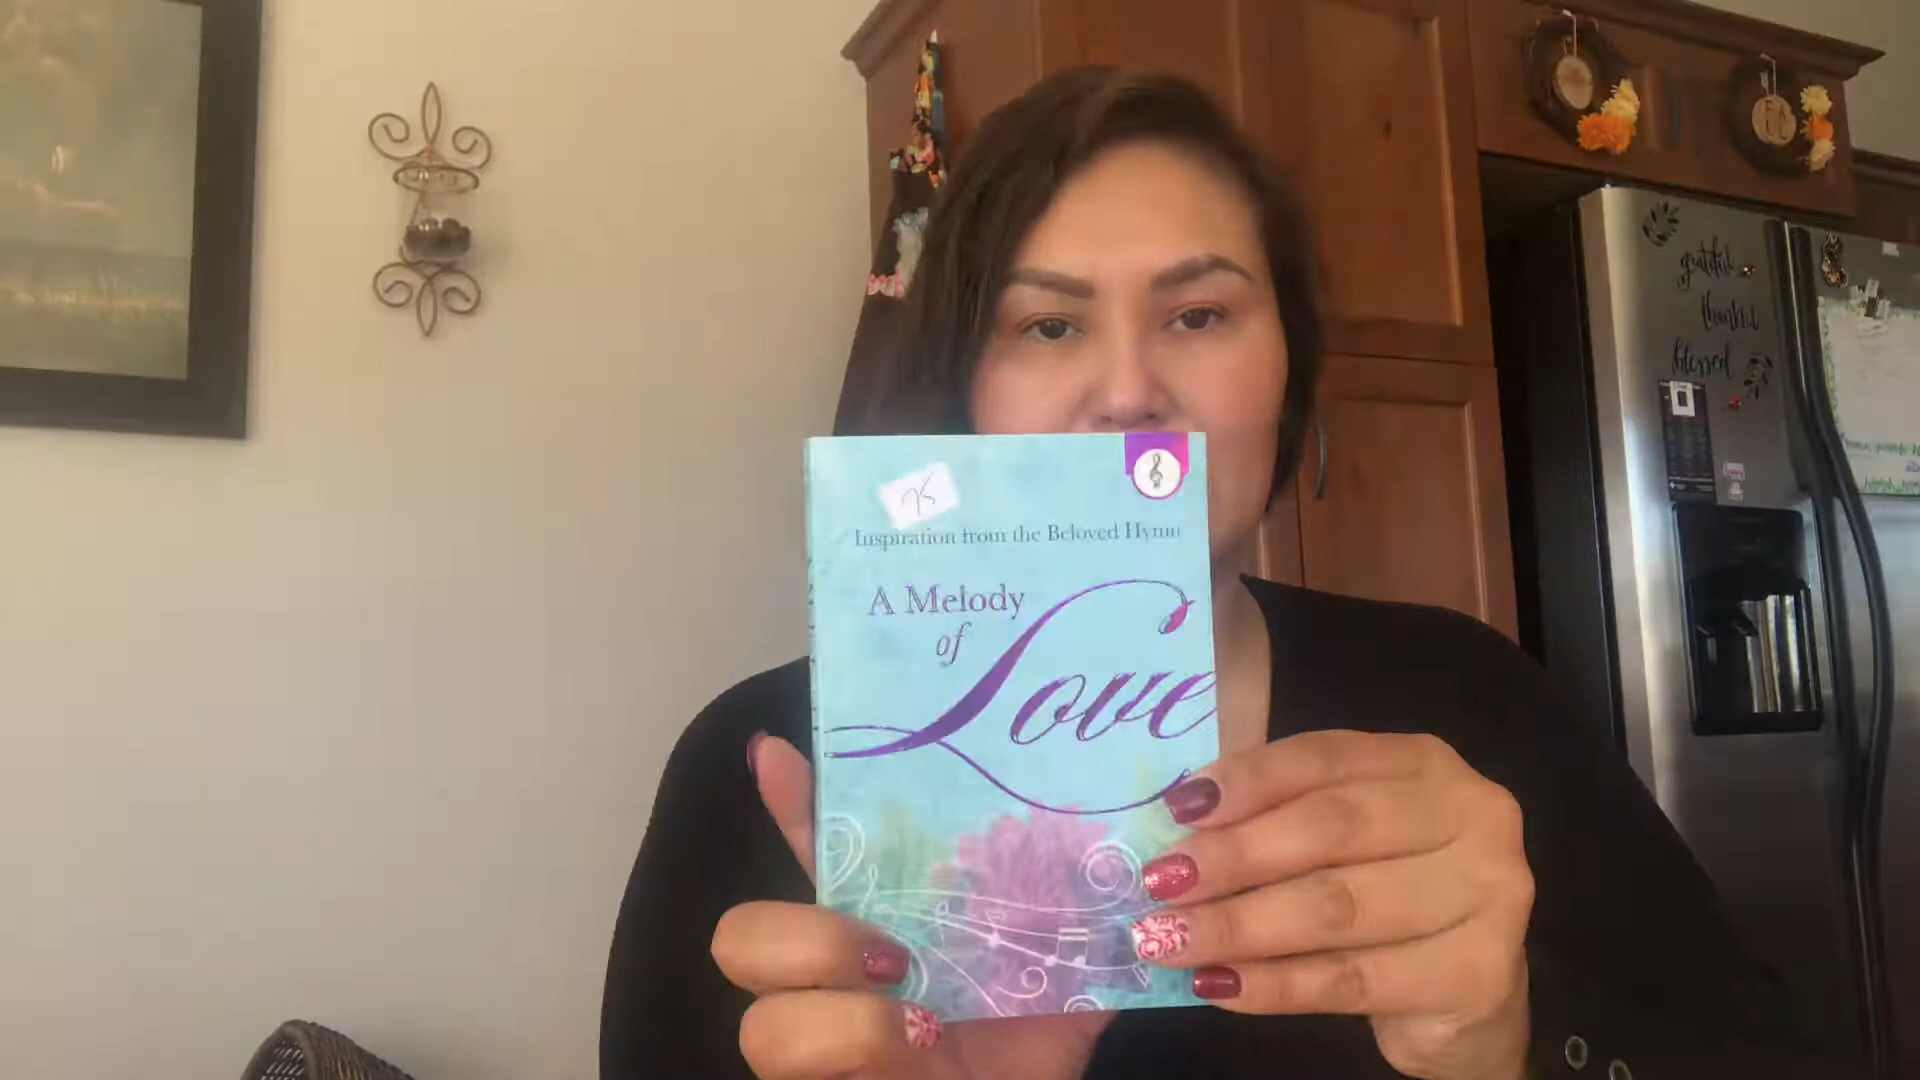 75
Inspiration from the Beloved Hymn
A Melody
of
Love
grateful
thankful
blessed